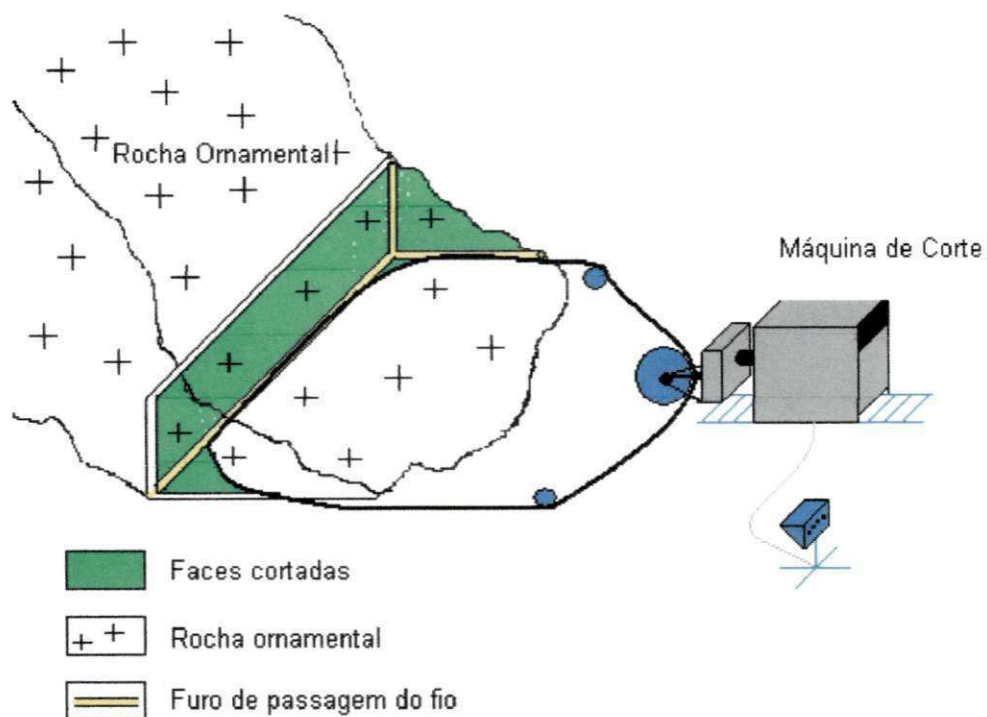 Rocha Ornamental
Máquina de Corte
Faces cortadas
Rocha ornamental
Furo de passagem do fio